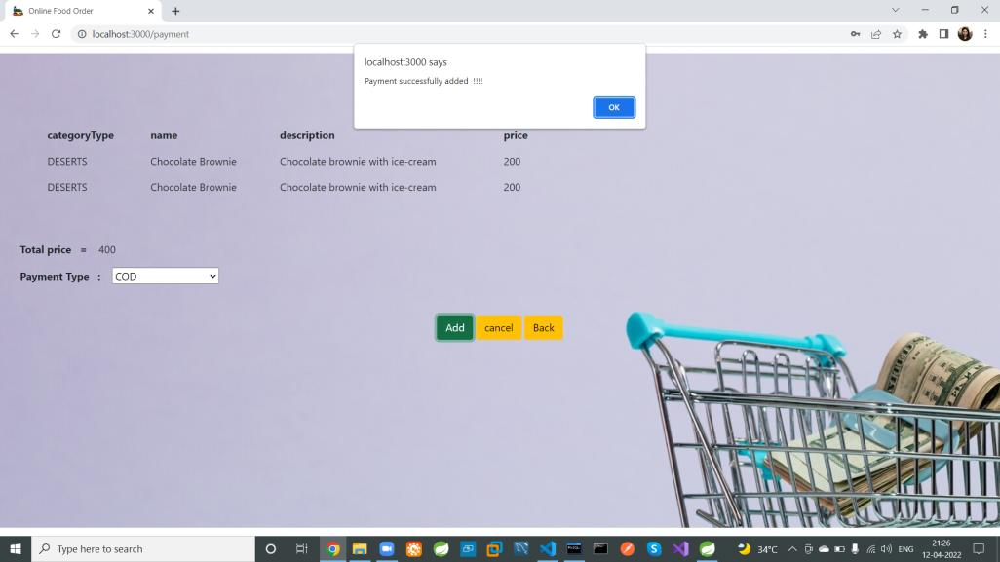 Online Food Order
localhost:3000/payment
localhost:3000 says
Payment successfully added !!!!
OK
categoryType name description price
DESERTS Chocolate Brownie Chocolate brownie with ice-cream 200
DESERTS Chocolate Brownie Chocolate brownie with ice-cream 200
Total price = 400
Payment Type : COD
Add cancel Back
Type here to search
34°C
ENG
21:26
12-04-2022